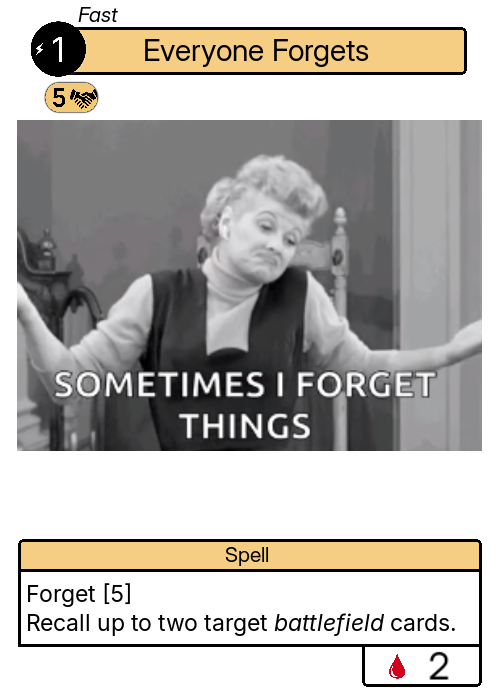 Fast
1
Everyone Forgets
5
SOMETIMES I FORGET
THINGS
Spell
Forget [5]
Recall up to two target battlefield cards.
2